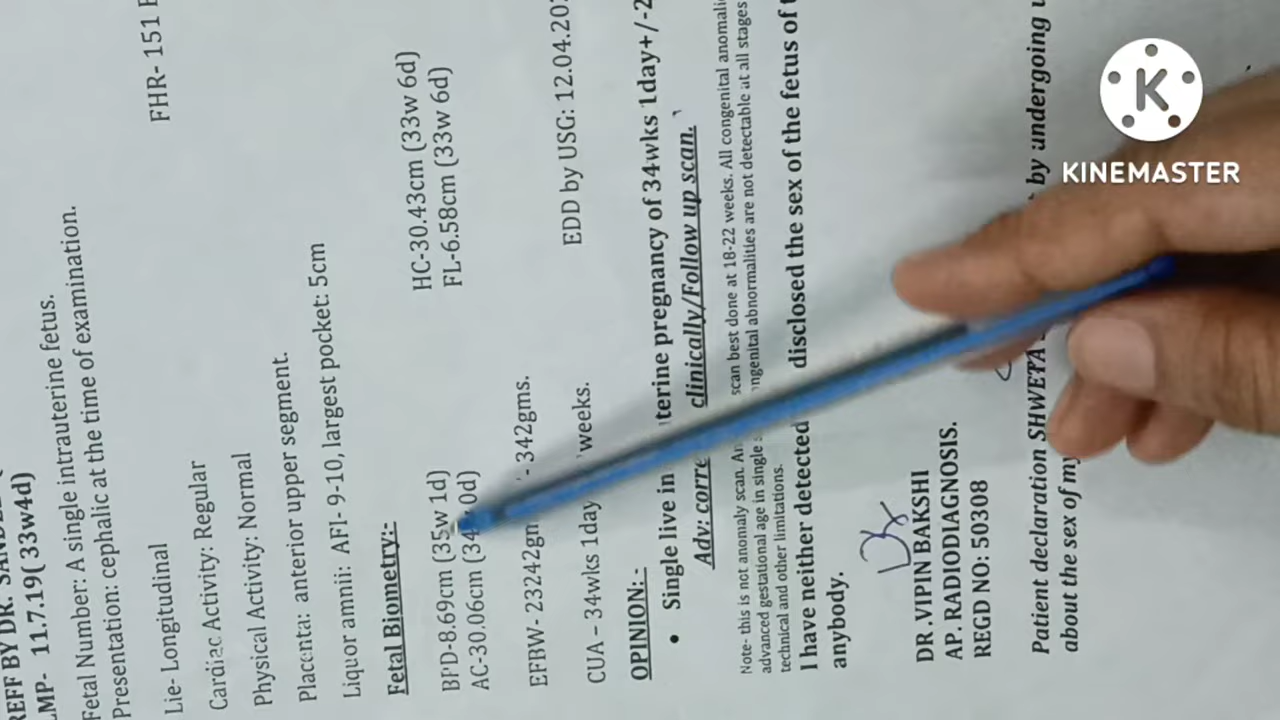 REFF BY DR.
LMP- 11.7.19( 33w4d)
Fetal Number: A single intrauterine fetus.
Presentation: cephalic at the time of examination.
Lie- Longitudinal
Cardiac Activity: Regular FHR- 151
Physical Activity: Normal
Placenta: anterior upper segment.
Liquor amnii: AFI- 9-10, largest pocket: 5cm
Fetal Biometry:-
BPD-8.69cm (35w 1d) HC-30.43cm (33w 6d)
AC-30.06cm (34 0d) FL-6.58cm (33w 6d)
EFBW- 23242gm - 342gms.
CUA – 34wks 1day weeks. EDD by USG: 12.04.20
OPINION: -
• Single live in terine pregnancy of 34wks 1day+/-2
Adv: corre clinically/Follow up scan.
Note- this is not anomaly scan. An scan best done at 18-22 weeks. All congenital anomali
advanced gestational age in single ngenital abnormalities are not detectable at all stages
technical and other limitations.
I have neither detected disclosed the sex of the fetus of
anybody.
DR.VIPIN BAKSHI
AP. RADIODIAGNOSIS.
REGD NO: 50308
Patient declaration SHWETA by undergoing
about the sex of my
K
KINEMASTER